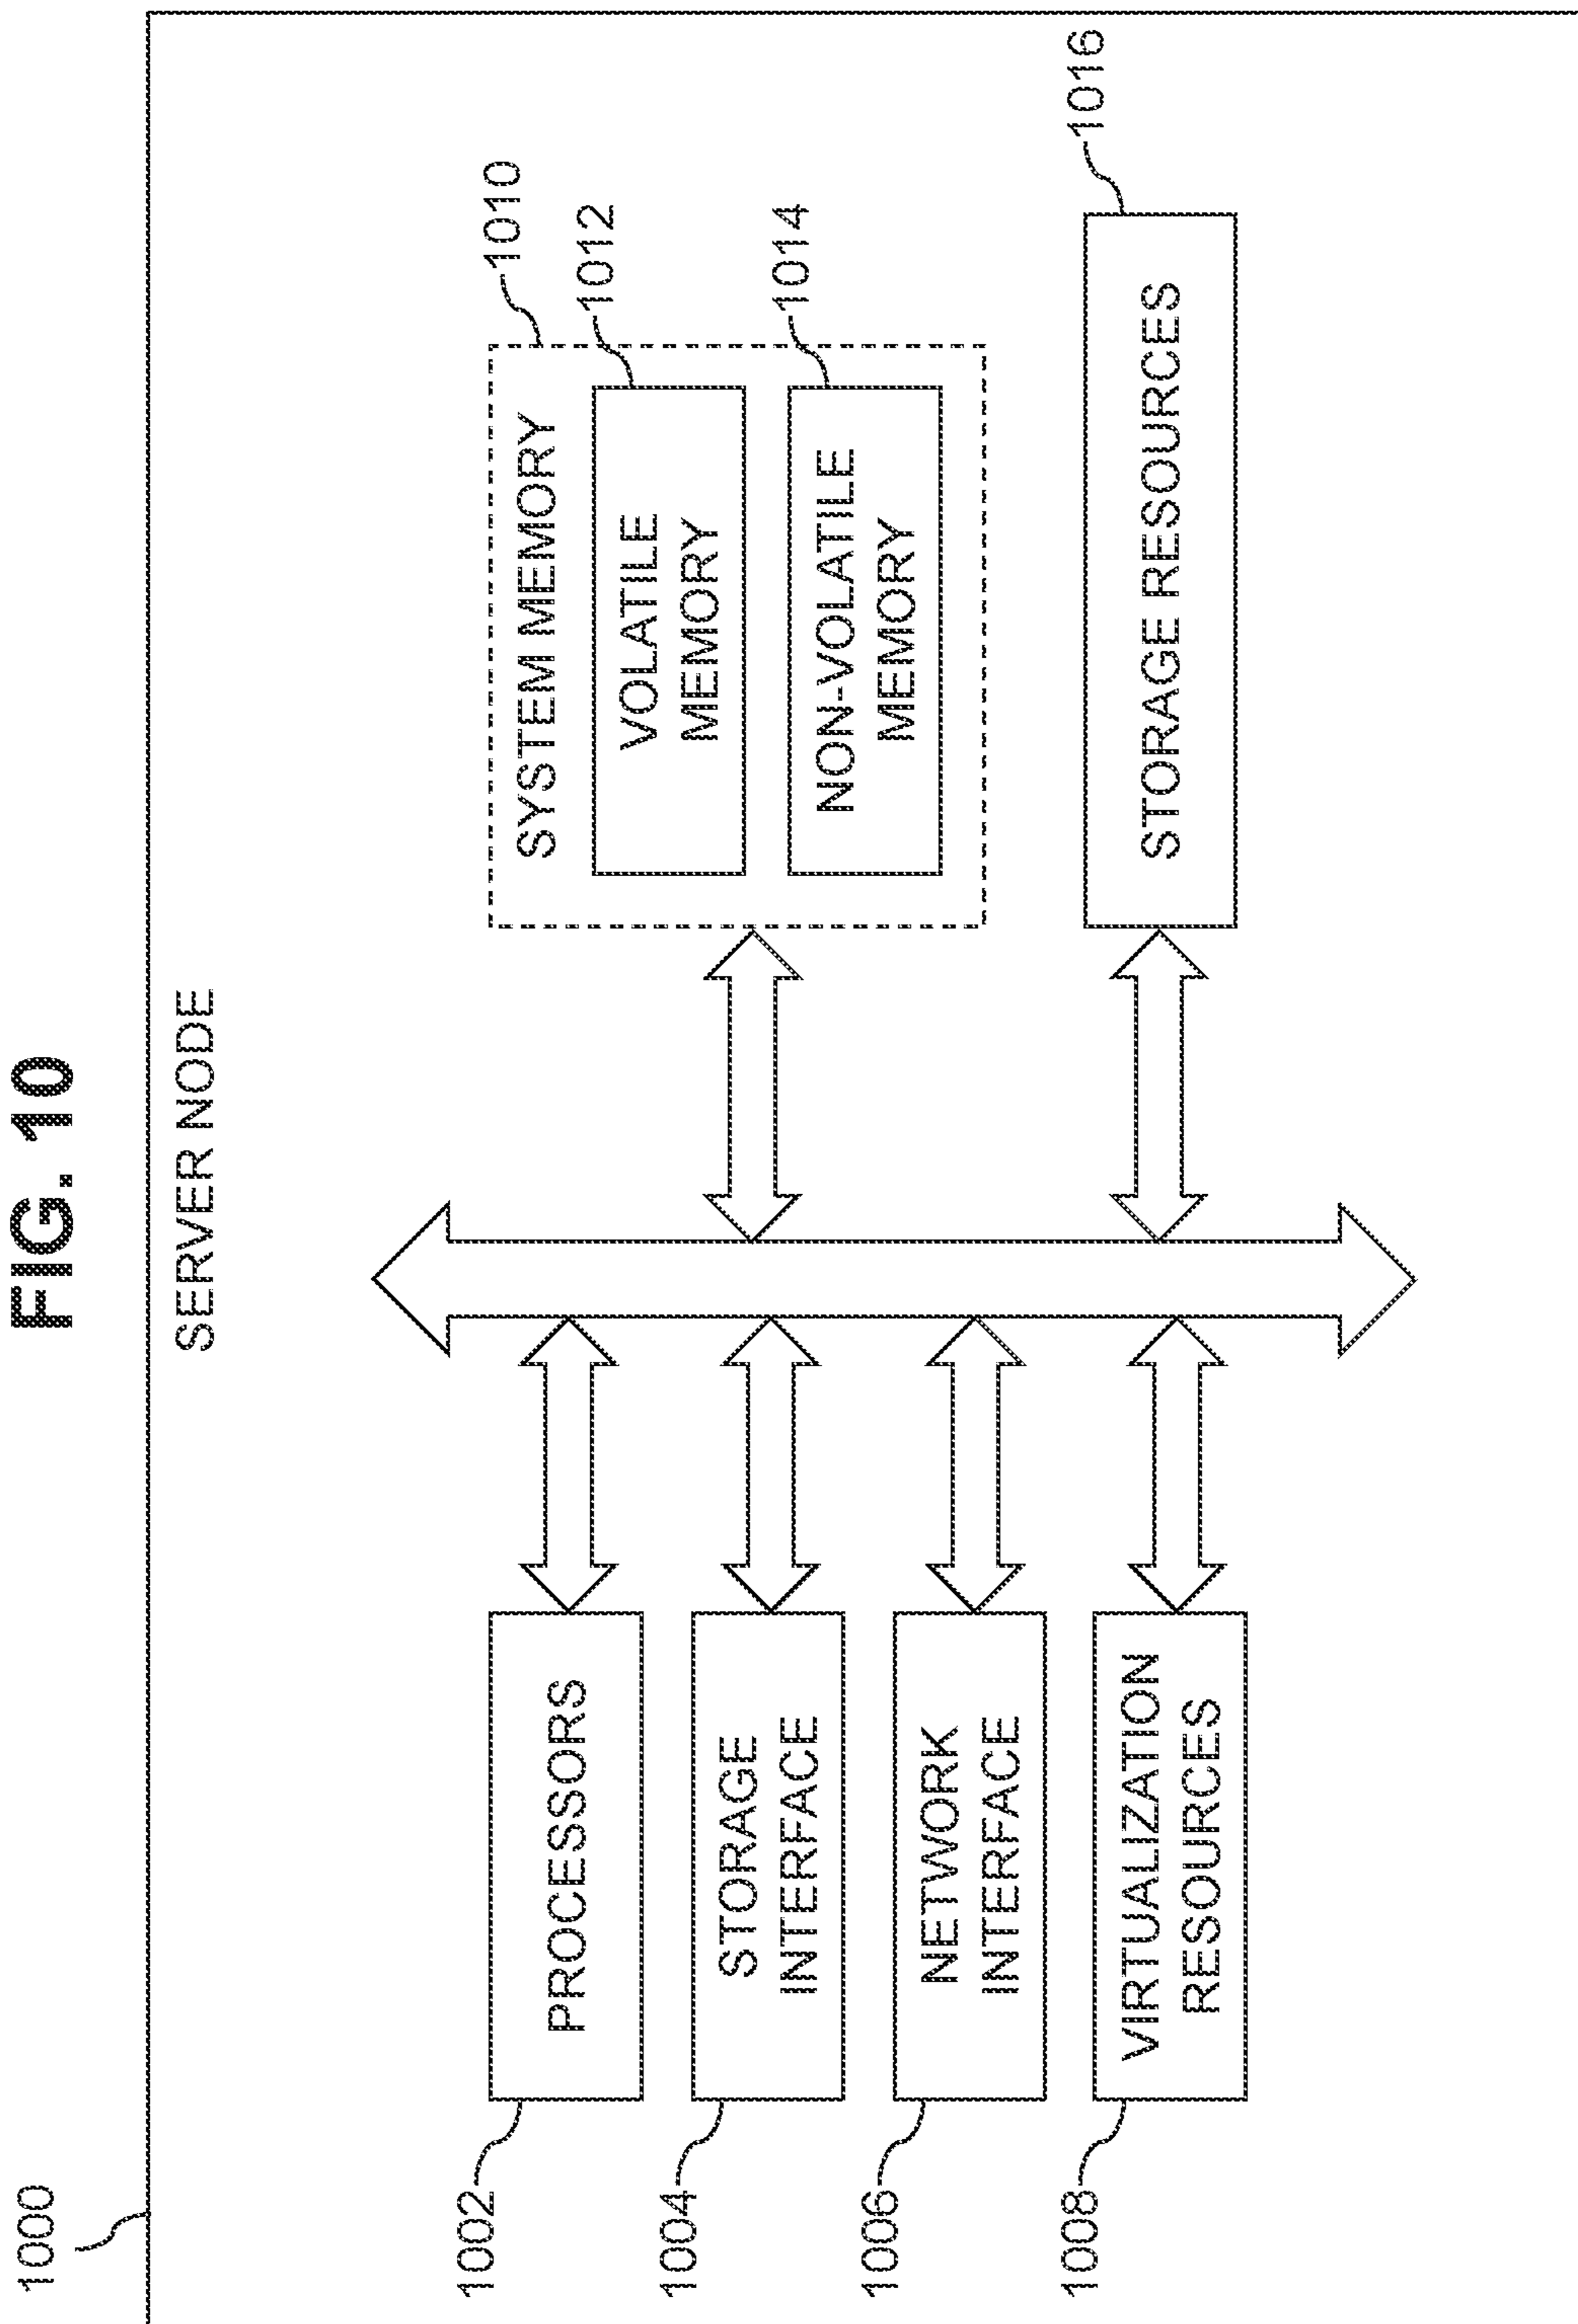 FIG. 10
1000
SERVER NODE
1002
PROCESSORS
1004
STORAGE
INTERFACE
1006
NETWORK
INTERFACE
1008
VIRTUALIZATION
RESOURCES
SYSTEM MEMORY
1010
VOLATILE
MEMORY
1012
NON-VOLATILE
MEMORY
1014
STORAGE RESOURCES
1016